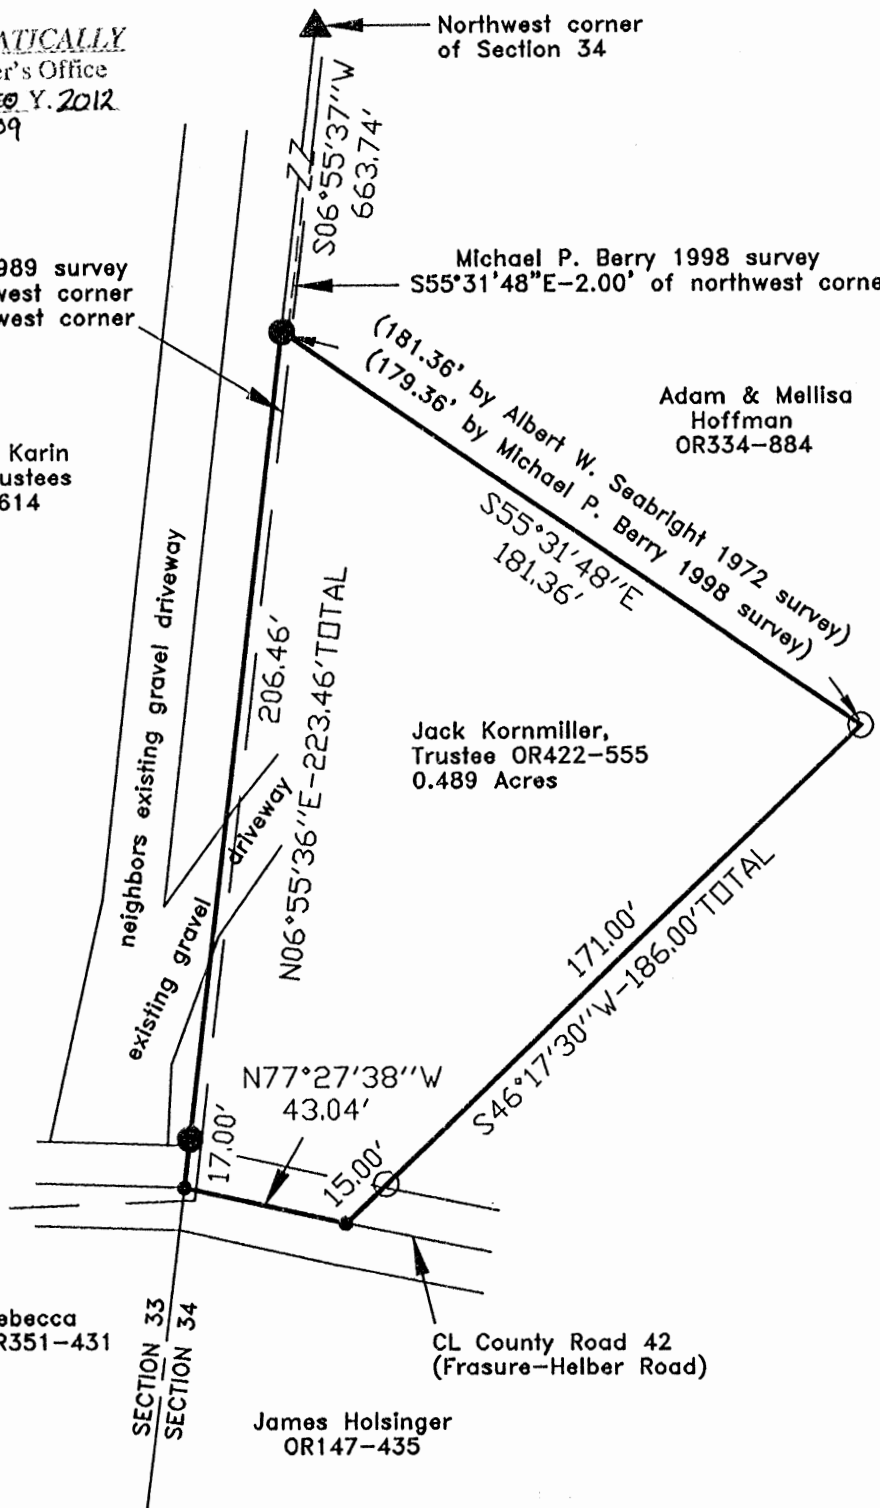 Northwest corner
of Section 34
ATICALLY
er's Office
Y. 2012
09
S06°55'37"W
663.74'
989 survey
west corner
west corner
Michael P. Berry 1998 survey
S55°31'48"E-2.00' of northwest corne
(181.36' by Albert W. Seabright 1972 survey)
(179.36' by Michael P. Berry 1998 survey)
S55°31'48"E
181.36'
Adam & Mellisa
Hoffman
OR334-884
Karin
ustees
614
neighbors existing gravel driveway
206.46'
N06°55'36"E-223.46'TOTAL
Jack Kornmiller,
Trustee OR422-555
0.489 Acres
existing gravel driveway
171.00'
S46°17'30"W-186.00'TOTAL
N77°27'38"W
43.04'
17.00'
15.00'
ebecca
R351-431
SECTION 33
SECTION 34
CL County Road 42
(Frasure-Helber Road)
James Holsinger
OR147-435